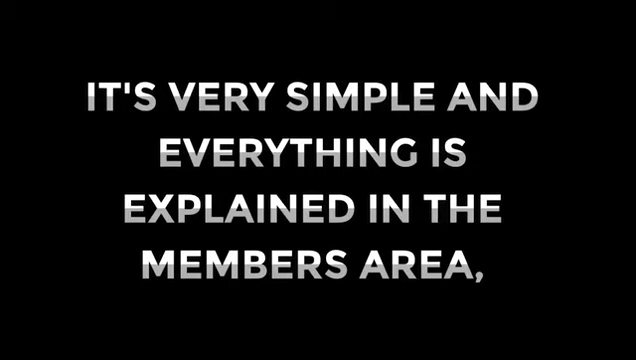 IT'S VERY SIMPLE AND
EVERYTHING IS
EXPLAINED IN THE
MEMBERS AREA,